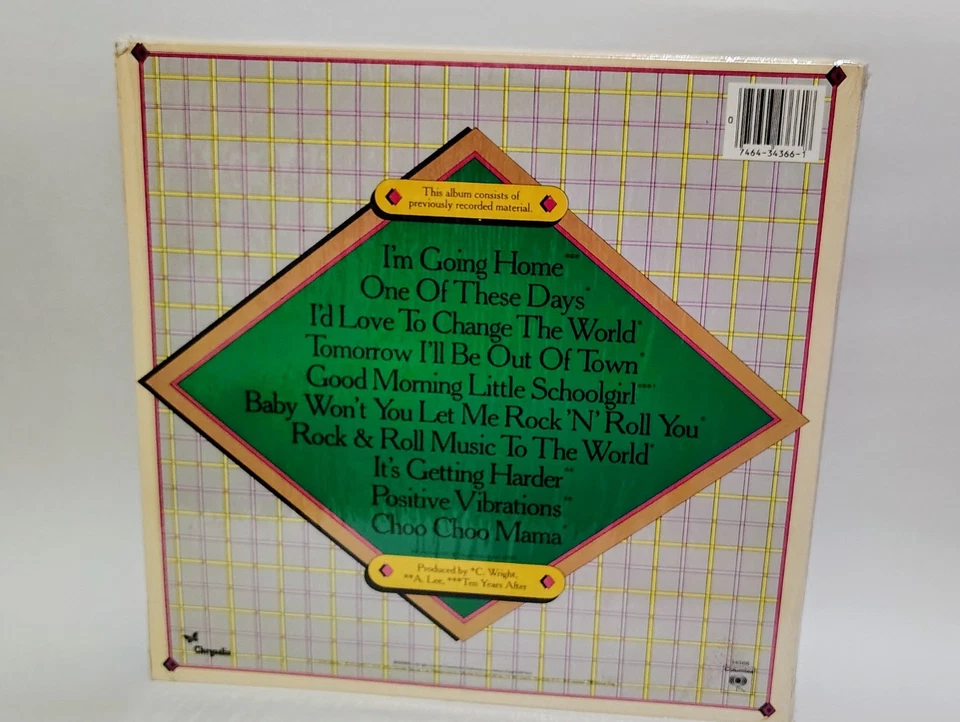 0
7464-34366-1
This album consists of
previously recorded material.
I'm Going Home***
One Of These Days*
I'd Love To Change The World*
Tomorrow I'll Be Out Of Town*
Good Morning Little Schoolgirl****
Baby Won't You Let Me Rock 'N' Roll You*
Rock & Roll Music To The World*
It's Getting Harder**
Positive Vibrations**
Choo Choo Mama*
Produced by *C. Wright,
**A. Lee, ***Ten Years After
Chrysalis
Columbia